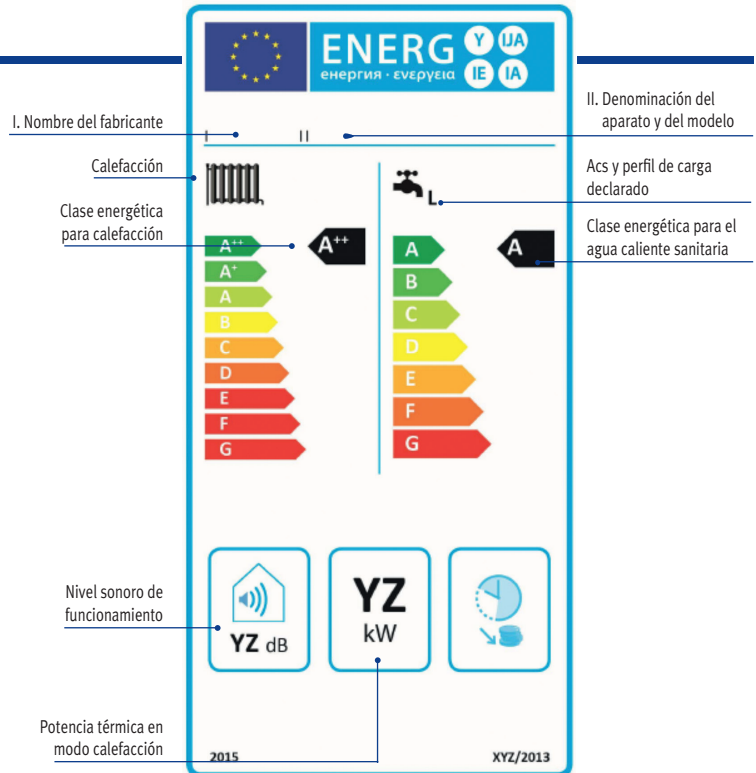 ENERG Y IJA
енергия · ενεργεια IE IA
I. Nombre del fabricante
I II
II. Denominación del
aparato y del modelo
Calefacción
Acs y perfil de carga
declarado
L
Clase energética
para calefacción
Clase energética para el
agua caliente sanitaria
A++
A++
A+
A
B
C
D
E
F
G
A
A
B
C
D
E
F
G
Nivel sonoro de
funcionamiento
YZ dB
YZ
kW
Potencia térmica en
modo calefacción
2015
XYZ/2013